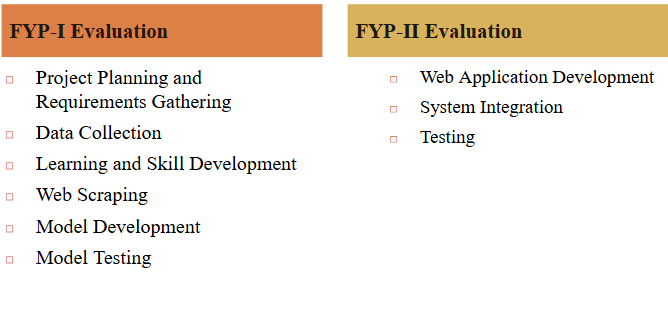 FYP-I Evaluation
Project Planning and
Requirements Gathering
Data Collection
Learning and Skill Development
Web Scraping
Model Development
Model Testing
FYP-II Evaluation
Web Application Development
System Integration
Testing